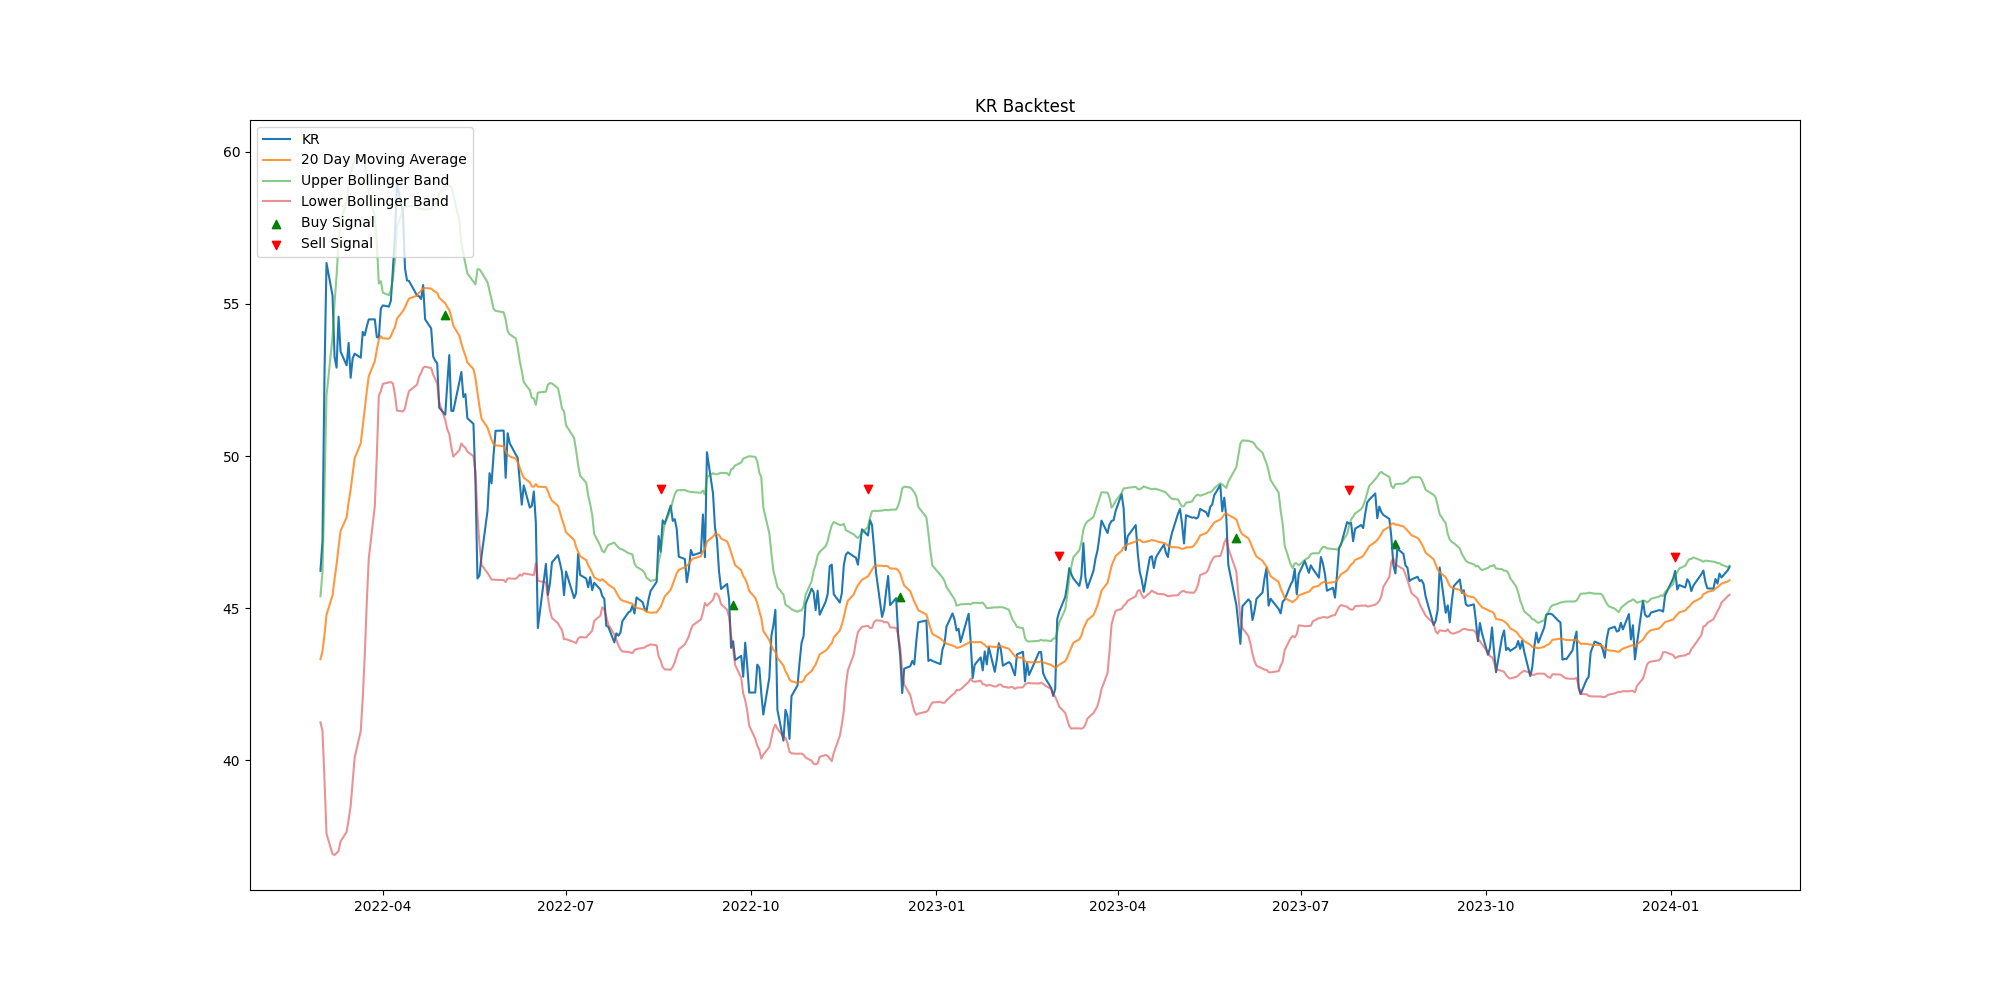 KR Backtest
KR
20 Day Moving Average
Upper Bollinger Band
Lower Bollinger Band
Buy Signal
Sell Signal
60
55
50
45
40
2022-04
2022-07
2022-10
2023-01
2023-04
2023-07
2023-10
2024-01